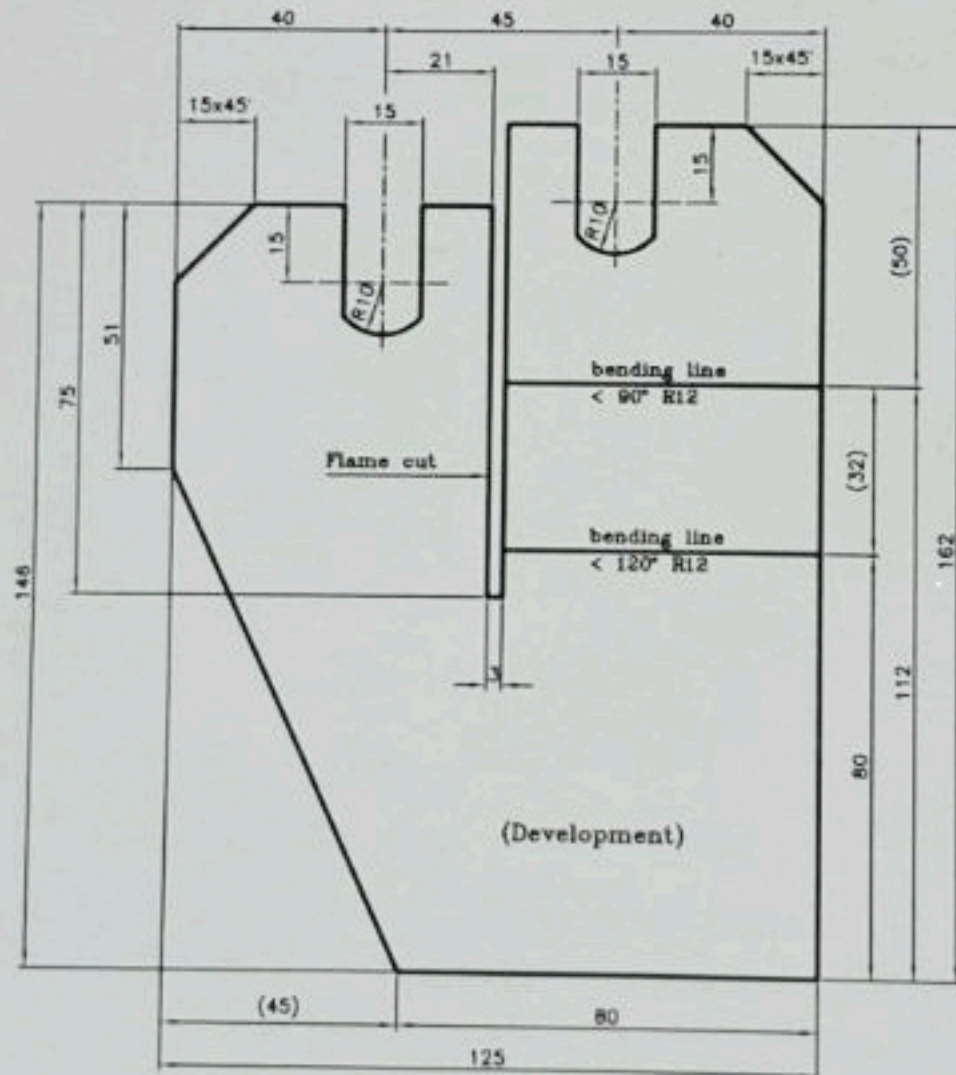 40 45 40
21 15 15x45°
15x45° 15
15
15
R10
R10
(50)
51
75
bending line
< 90° R12
Flame cut
(32)
bending line
< 120° R12
146
162
3
112
80
(Development)
(45) 80
125